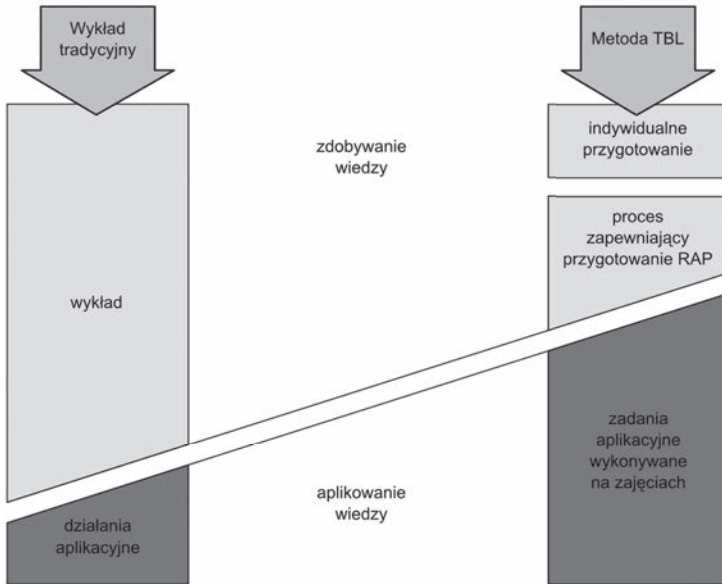 Wykład
tradycyjny
Metoda TBL
zdobywanie
wiedzy
indywidualne
przygotowanie
proces
zapewniający
przygotowanie RAP
wykład
zadania
aplikacyjne
wykonywane
na zajęciach
aplikowanie
wiedzy
działania
aplikacyjne